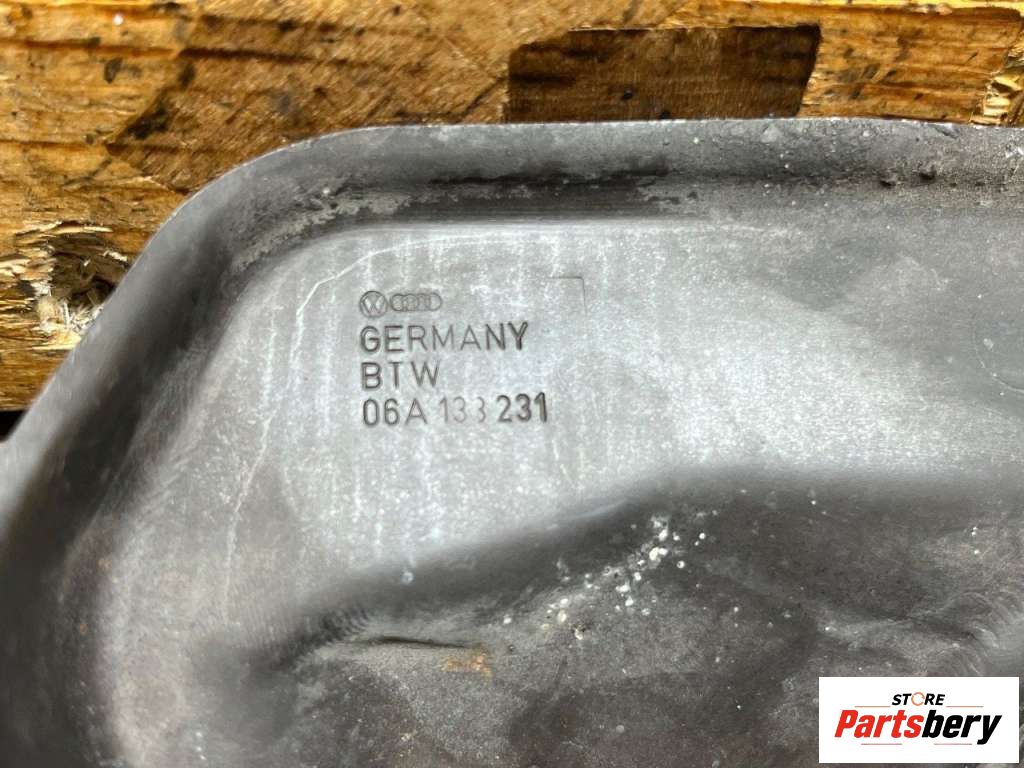 GERMANY
BTW
06A 133 231
STORE
Partsbery